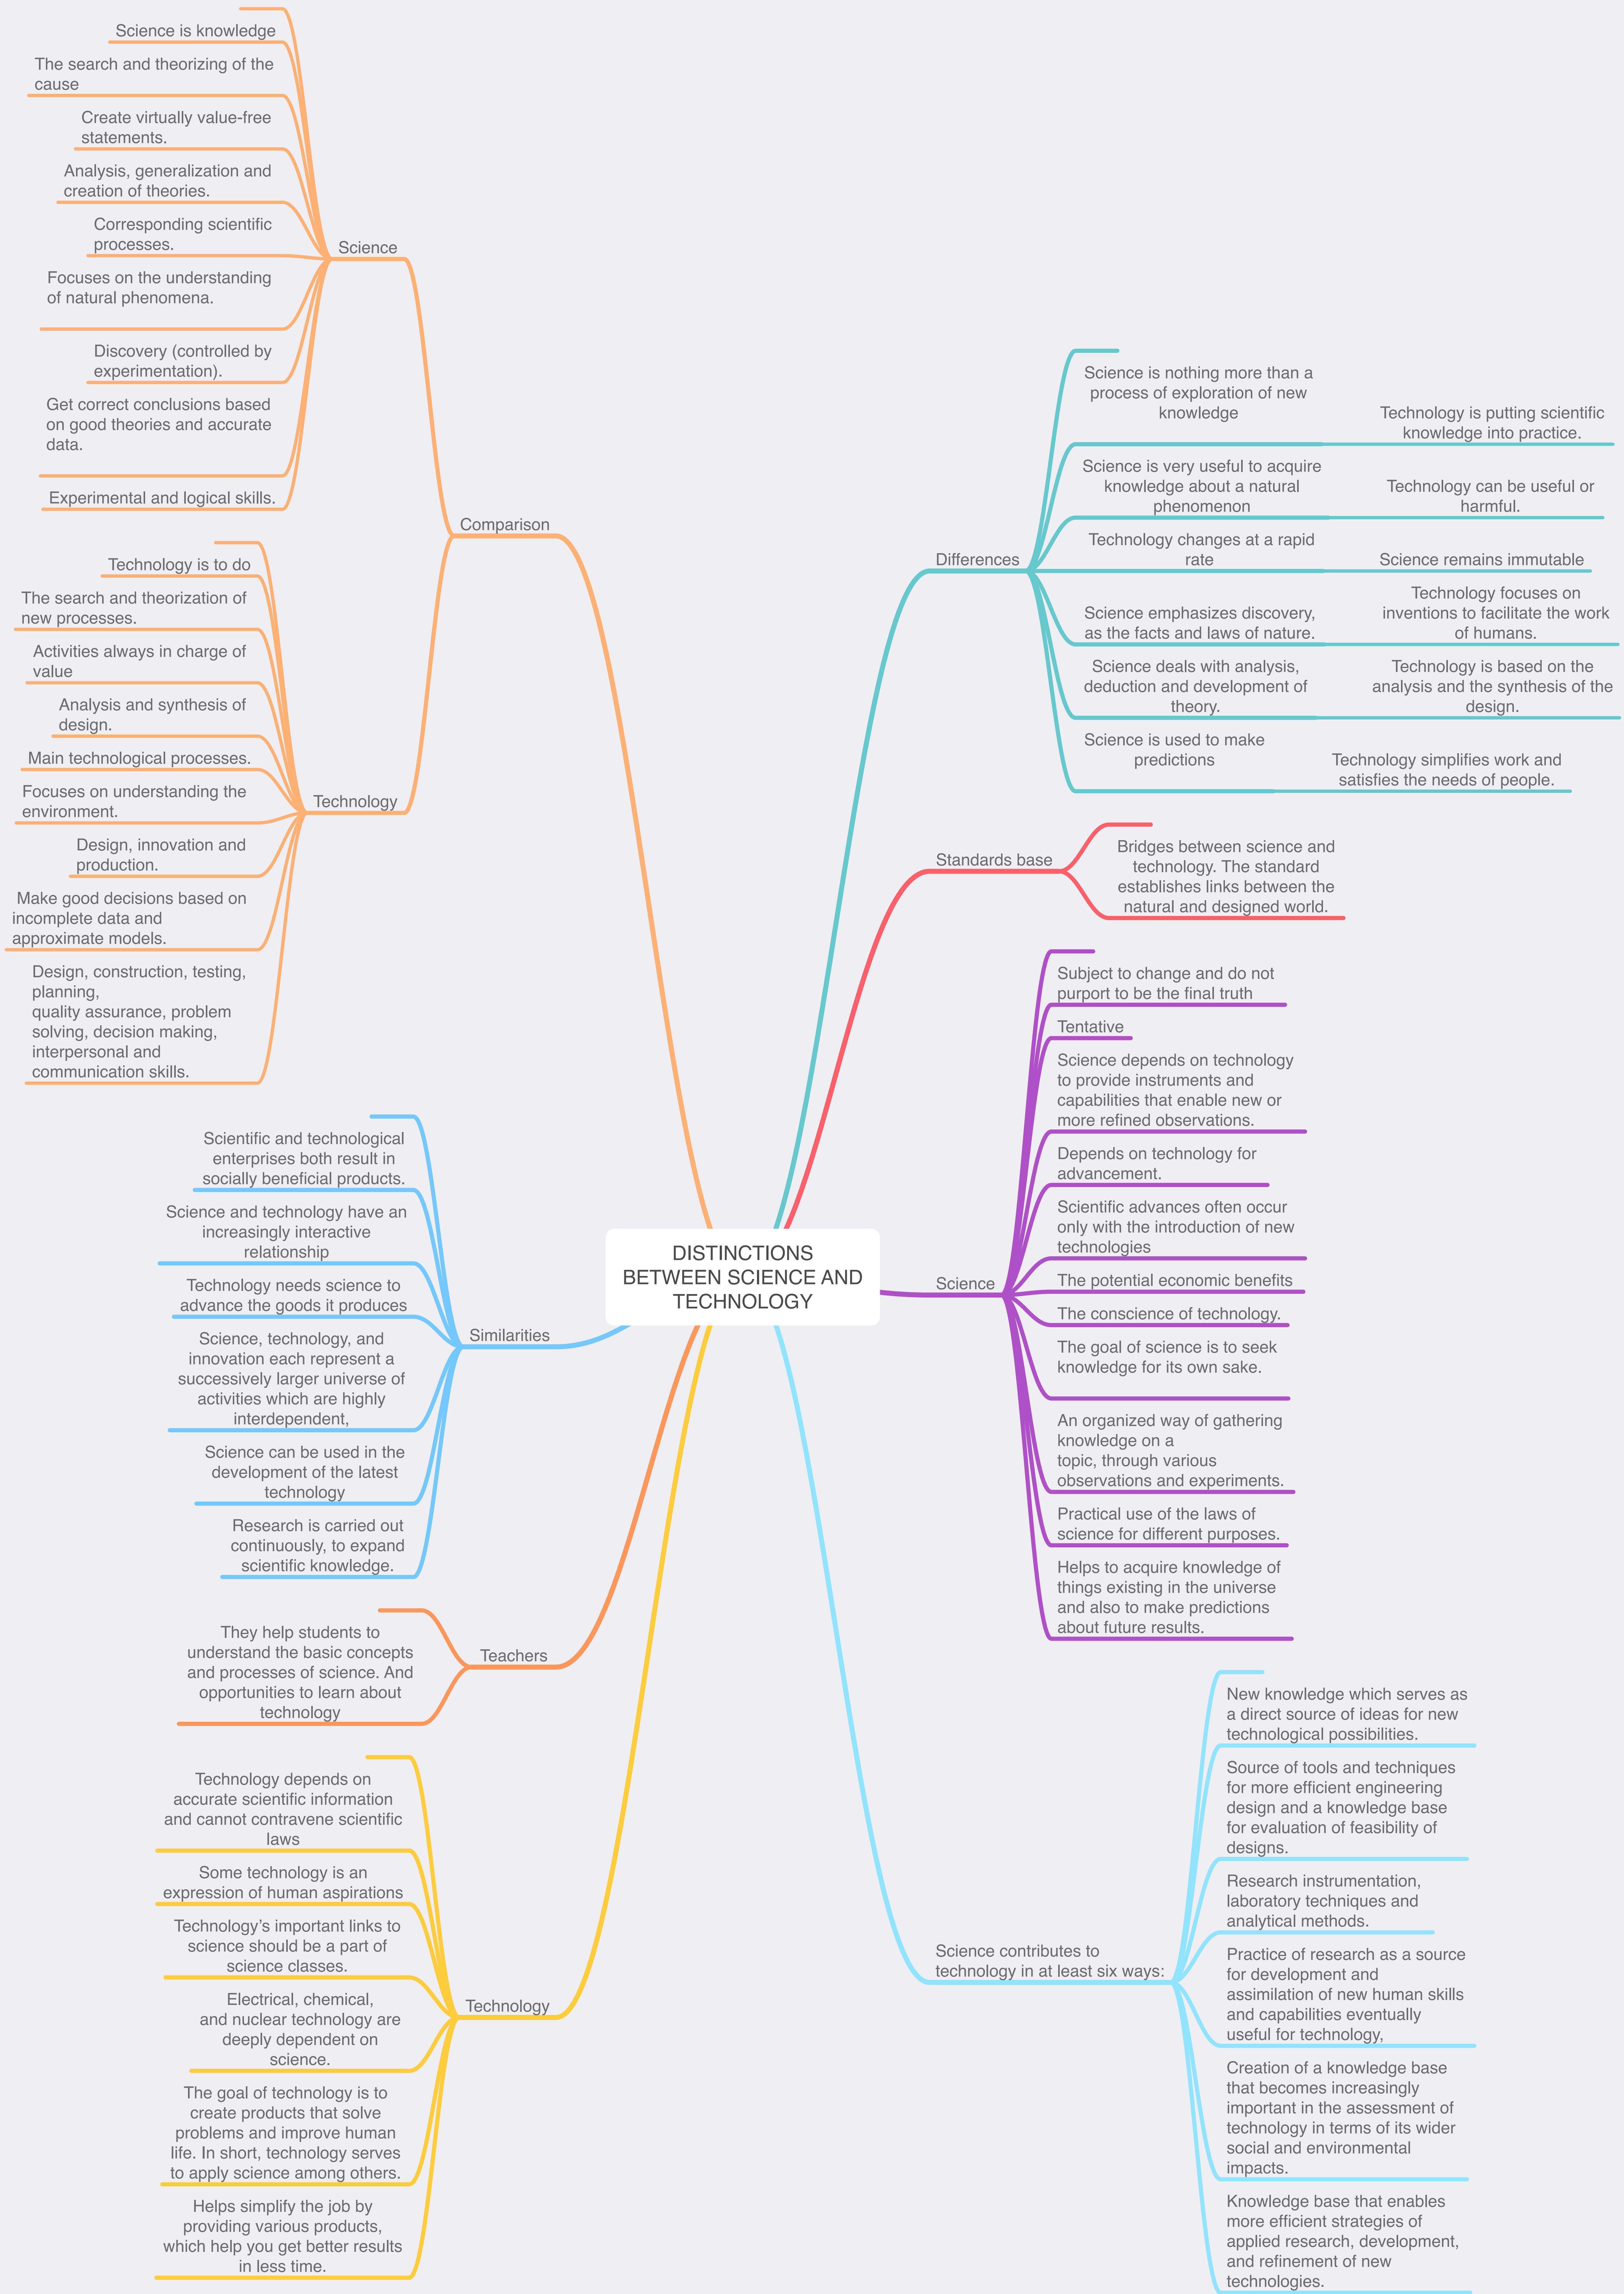 Science is knowledge
The search and theorizing of the
cause
Create virtually value-free
statements.
Analysis, generalization and
creation of theories.
Corresponding scientific
processes.
Focuses on the understanding
of natural phenomena.
Discovery (controlled by
experimentation).
Get correct conclusions based
on good theories and accurate
data.
Experimental and logical skills.
Science
Comparison
Technology is to do
The search and theorization of
new processes.
Activities always in charge of
value
Analysis and synthesis of
design.
Main technological processes.
Focuses on understanding the
environment.
Design, innovation and
production.
Make good decisions based on
incomplete data and
approximate models.
Design, construction, testing,
planning,
quality assurance, problem
solving, decision making,
interpersonal and
communication skills.
Technology
Scientific and technological
enterprises both result in
socially beneficial products.
Science and technology have an
increasingly interactive
relationship
Technology needs science to
advance the goods it produces
Science, technology, and
innovation each represent a
successively larger universe of
activities which are highly
interdependent,
Science can be used in the
development of the latest
technology
Research is carried out
continuously, to expand
scientific knowledge.
Similarities
They help students to
understand the basic concepts
and processes of science. And
opportunities to learn about
technology
Teachers
Technology depends on
accurate scientific information
and cannot contravene scientific
laws
Some technology is an
expression of human aspirations
Technology’s important links to
science should be a part of
science classes.
Electrical, chemical,
and nuclear technology are
deeply dependent on
science.
The goal of technology is to
create products that solve
problems and improve human
life. In short, technology serves
to apply science among others.
Helps simplify the job by
providing various products,
which help you get better results
in less time.
Technology
DISTINCTIONS
BETWEEN SCIENCE AND
TECHNOLOGY
Differences
Science is nothing more than a
process of exploration of new
knowledge
Technology is putting scientific
knowledge into practice.
Science is very useful to acquire
knowledge about a natural
phenomenon
Technology can be useful or
harmful.
Technology changes at a rapid
rate
Science remains immutable
Science emphasizes discovery,
as the facts and laws of nature.
Technology focuses on
inventions to facilitate the work
of humans.
Science deals with analysis,
deduction and development of
theory.
Technology is based on the
analysis and the synthesis of the
design.
Science is used to make
predictions
Technology simplifies work and
satisfies the needs of people.
Standards base
Bridges between science and
technology. The standard
establishes links between the
natural and designed world.
Science
Subject to change and do not
purport to be the final truth
Tentative
Science depends on technology
to provide instruments and
capabilities that enable new or
more refined observations.
Depends on technology for
advancement.
Scientific advances often occur
only with the introduction of new
technologies
The potential economic benefits
The conscience of technology.
The goal of science is to seek
knowledge for its own sake.
An organized way of gathering
knowledge on a
topic, through various
observations and experiments.
Practical use of the laws of
science for different purposes.
Helps to acquire knowledge of
things existing in the universe
and also to make predictions
about future results.
Science contributes to
technology in at least six ways:
New knowledge which serves as
a direct source of ideas for new
technological possibilities.
Source of tools and techniques
for more efficient engineering
design and a knowledge base
for evaluation of feasibility of
designs.
Research instrumentation,
laboratory techniques and
analytical methods.
Practice of research as a source
for development and
assimilation of new human skills
and capabilities eventually
useful for technology,
Creation of a knowledge base
that becomes increasingly
important in the assessment of
technology in terms of its wider
social and environmental
impacts.
Knowledge base that enables
more efficient strategies of
applied research, development,
and refinement of new
technologies.